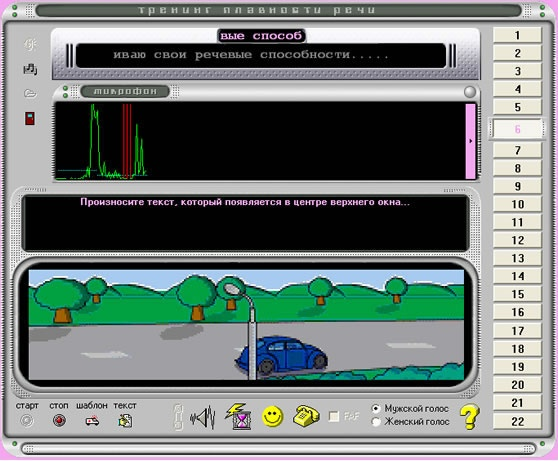 тренинг плавности речи
вые способ
иваю свои речевые способности.....
микрофон
Произносите текст, который появляется в центре верхнего окна...
старт
стоп
шаблон
текст
FAF
Мужской голос
Женский голос
1
2
3
4
5
6
7
8
9
10
11
12
13
14
15
16
17
18
19
20
21
22